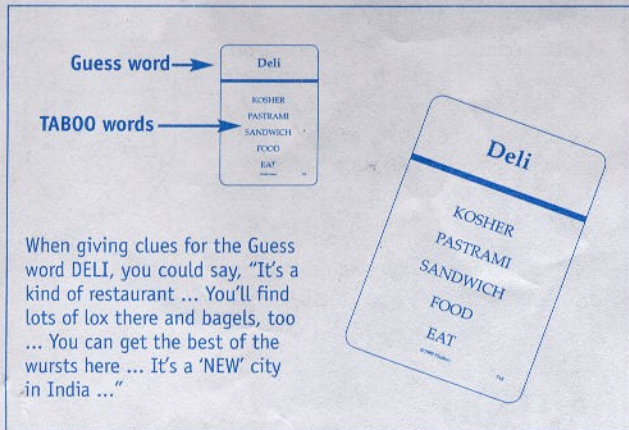 Guess word
Deli
TABOO words
KOSHER
PASTRAMI
SANDWICH
FOOD
EAT
Deli
KOSHER
PASTRAMI
SANDWICH
FOOD
EAT
When giving clues for the Guess
word DELI, you could say, “It’s a
kind of restaurant ... You’ll find
lots of lox there and bagels, too
... You can get the best of the
wursts here ... It’s a ‘NEW’ city
in India ...”